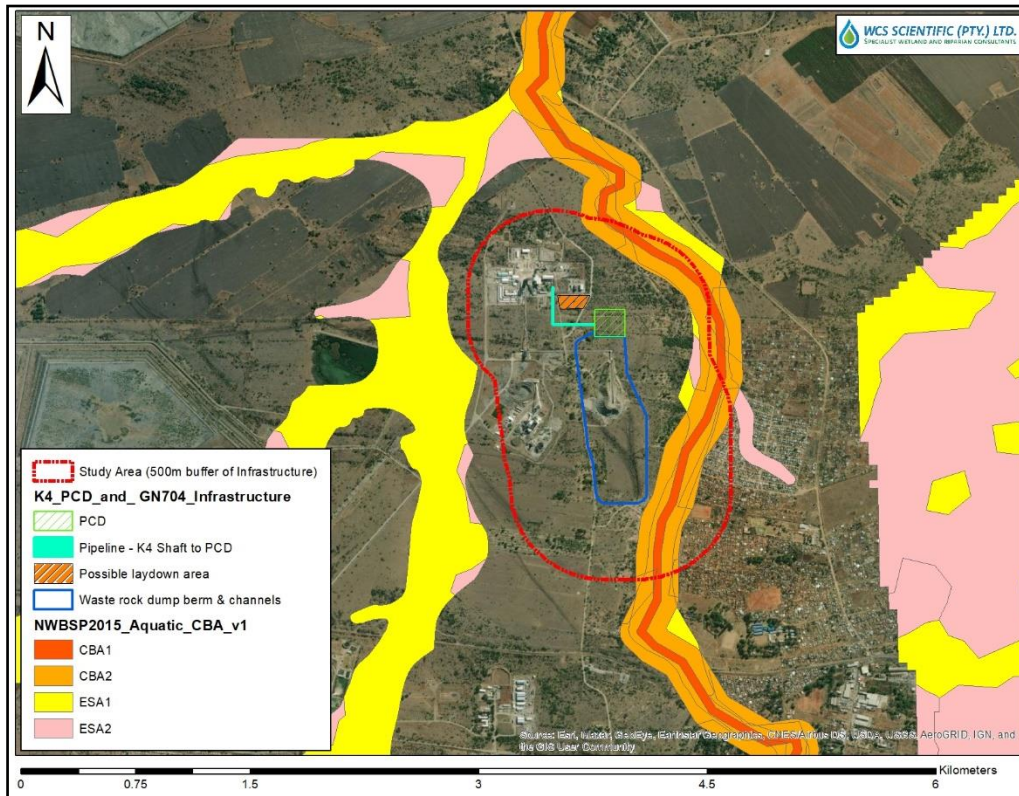 N
WCS SCIENTIFIC (PTY.) LTD.
SPECIALIST WETLAND AND RIPARIAN CONSULTANTS
Study Area (500m buffer of Infrastructure)
K4_PCD_and_ GN704_Infrastructure
PCD
Pipeline - K4 Shaft to PCD
Possible laydown area
Waste rock dump berm & channels
NWBSP2015_Aquatic_CBA_v1
CBA1
CBA2
ESA1
ESA2
Source: Esri, GeoEye, Earthstar Geographics, CNES/Airbus DS, USDA, USGS, AeroGRID, IGN, and
the GIS User Community
Kilometers
0 0.75 1.5 3 4.5 6